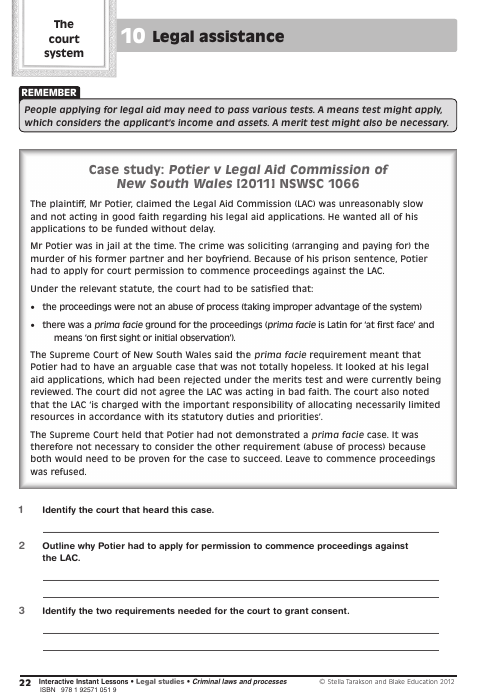 The
court
system
10 Legal assistance
REMEMBER
People applying for legal aid may need to pass various tests. A means test might apply,
which considers the applicant's income and assets. A merit test might also be necessary.
Case study: Potier v Legal Aid Commission of
New South Wales [2011] NSWSC 1066
The plaintiff, Mr Potier, claimed the Legal Aid Commission (LAC) was unreasonably slow
and not acting in good faith regarding his legal aid applications. He wanted all of his
applications to be funded without delay.
Mr Potier was in jail at the time. The crime was soliciting (arranging and paying for) the
murder of his former partner and her boyfriend. Because of his prison sentence, Potier
had to apply for court permission to commence proceedings against the LAC.
Under the relevant statute, the court had to be satisfied that:
• the proceedings were not an abuse of process (taking improper advantage of the system)
• there was a prima facie ground for the proceedings (prima facie is Latin for 'at first face' and
means 'on first sight or initial observation').
The Supreme Court of New South Wales said the prima facie requirement meant that
Potier had to have an arguable case that was not totally hopeless. It looked at his legal
aid applications, which had been rejected under the merits test and were currently being
reviewed. The court did not agree the LAC was acting in bad faith. The court also noted
that the LAC 'is charged with the important responsibility of allocating necessarily limited
resources in accordance with its statutory duties and priorities'.
The Supreme Court held that Potier had not demonstrated a prima facie case. It was
therefore not necessary to consider the other requirement (abuse of process) because
both would need to be proven for the case to succeed. Leave to commence proceedings
was refused.
1 Identify the court that heard this case.
2 Outline why Potier had to apply for permission to commence proceedings against
the LAC.
3 Identify the two requirements needed for the court to grant consent.
22 Interactive Instant Lessons • Legal studies • Criminal laws and processes © Stella Tarakson and Blake Education 2012
ISBN 978 1 92571 051 9